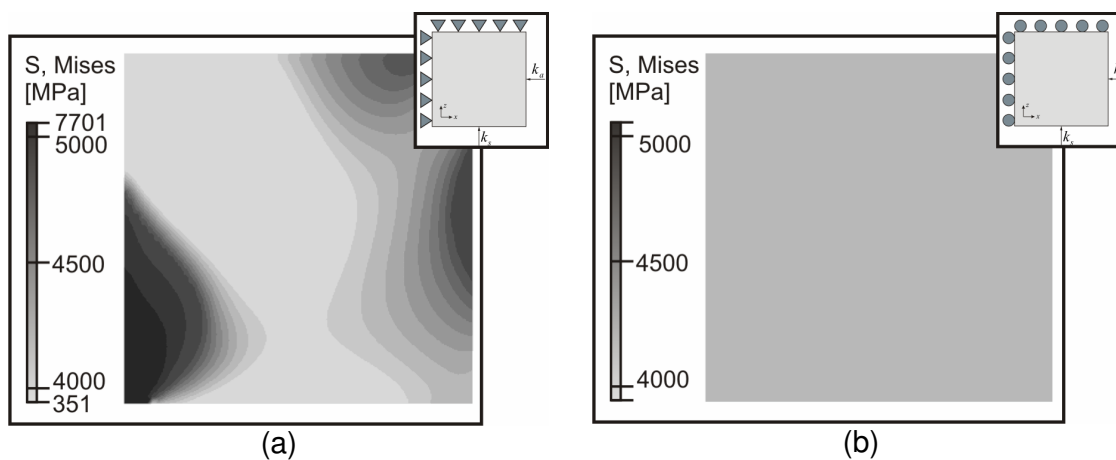 S, Mises
[MPa]
7701
5000
4500
4000
351
z
x
k_a
k_s
(a)
S, Mises
[MPa]
5000
4500
4000
z
x
k_s
(b)